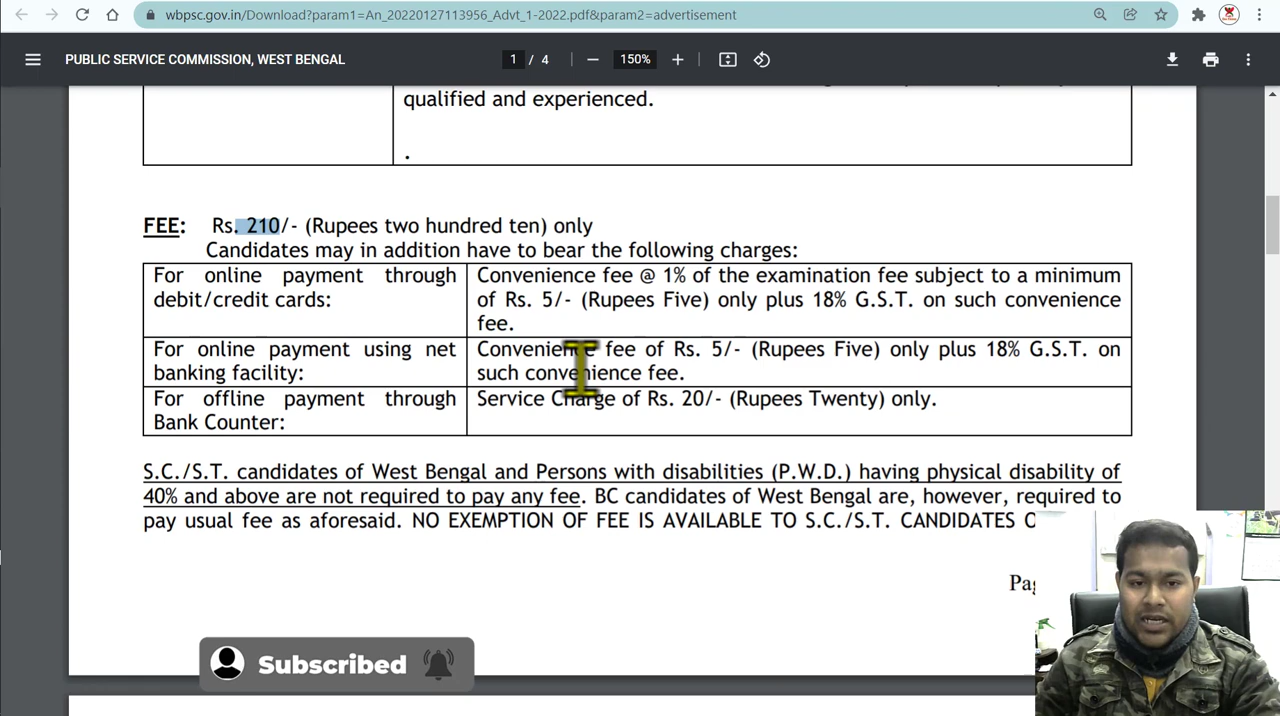 wbpsc.gov.in/Download?param1=An_20220127113956_Advt_1-2022.pdf&param2=advertisement
PUBLIC SERVICE COMMISSION, WEST BENGAL
1 / 4
150%
qualified and experienced.
.
FEE: Rs. 210/- (Rupees two hundred ten) only
Candidates may in addition have to bear the following charges:
For online payment through
debit/credit cards:
Convenience fee @ 1% of the examination fee subject to a minimum
of Rs. 5/- (Rupees Five) only plus 18% G.S.T. on such convenience
fee.
For online payment using net
banking facility:
Convenience fee of Rs. 5/- (Rupees Five) only plus 18% G.S.T. on
such convenience fee.
For offline payment through
Bank Counter:
Service Charge of Rs. 20/- (Rupees Twenty) only.
S.C./S.T. candidates of West Bengal and Persons with disabilities (P.W.D.) having physical disability of
40% and above are not required to pay any fee. BC candidates of West Bengal are, however, required to
pay usual fee as aforesaid. NO EXEMPTION OF FEE IS AVAILABLE TO S.C./S.T. CANDIDATES
Subscribed